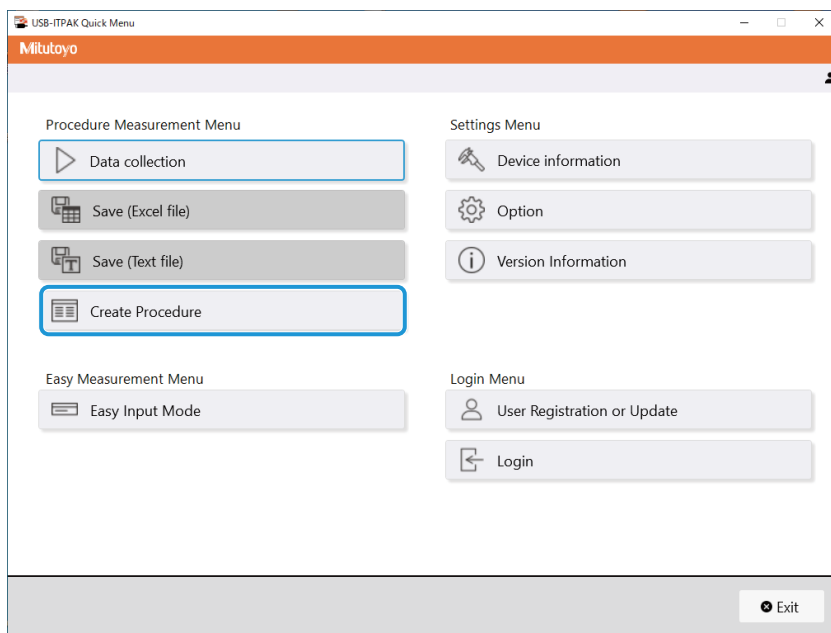 USB-ITPAK Quick Menu
Mitutoyo
Procedure Measurement Menu
Data collection
Save (Excel file)
Save (Text file)
Create Procedure
Easy Measurement Menu
Easy Input Mode
Settings Menu
Device information
Option
Version Information
Login Menu
User Registration or Update
Login
Exit